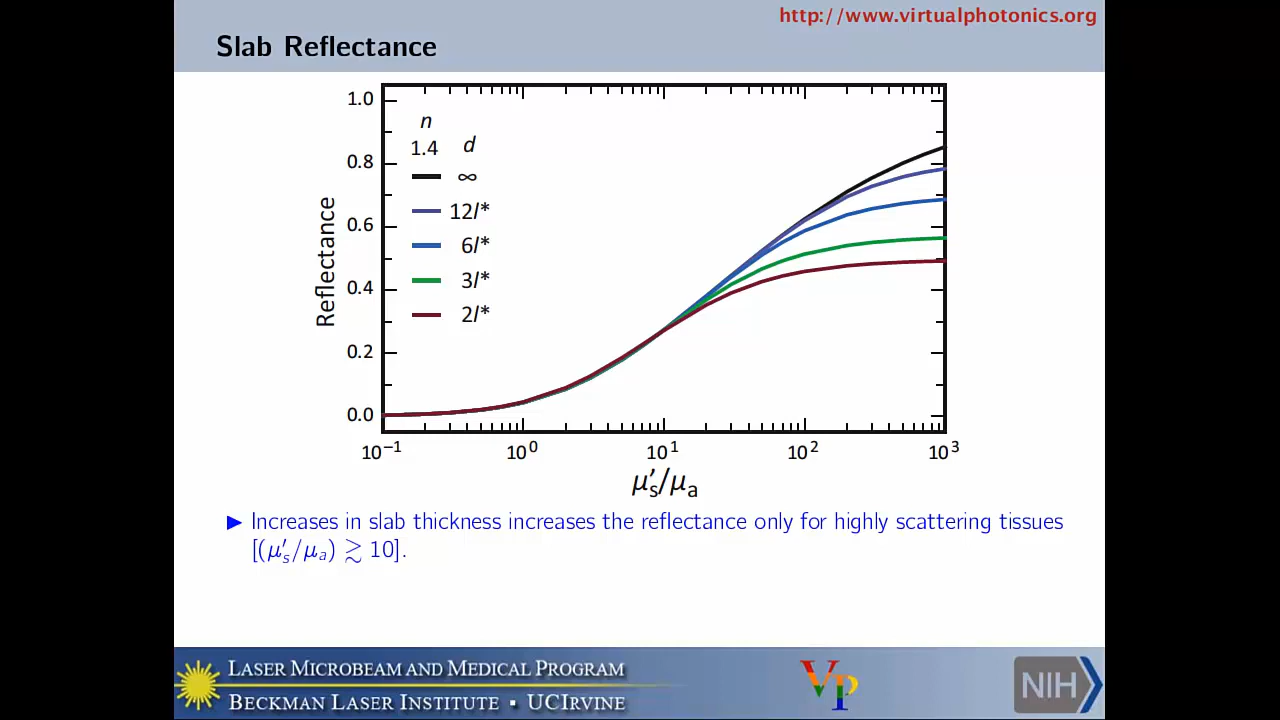 http://www.virtualphotonics.org
Slab Reflectance
1.0
0.8
0.6
0.4
0.2
0.0
Reflectance
n
1.4 d
∞
12l*
6l*
3l*
2l*
10⁻¹ 10⁰ 10¹ 10² 10³
μ′s/μa
▶ Increases in slab thickness increases the reflectance only for highly scattering tissues
[(μ′s/μa) ≳ 10].
LASER MICROBEAM AND MEDICAL PROGRAM
BECKMAN LASER INSTITUTE ▪ UCIRVINE
VP
NIH